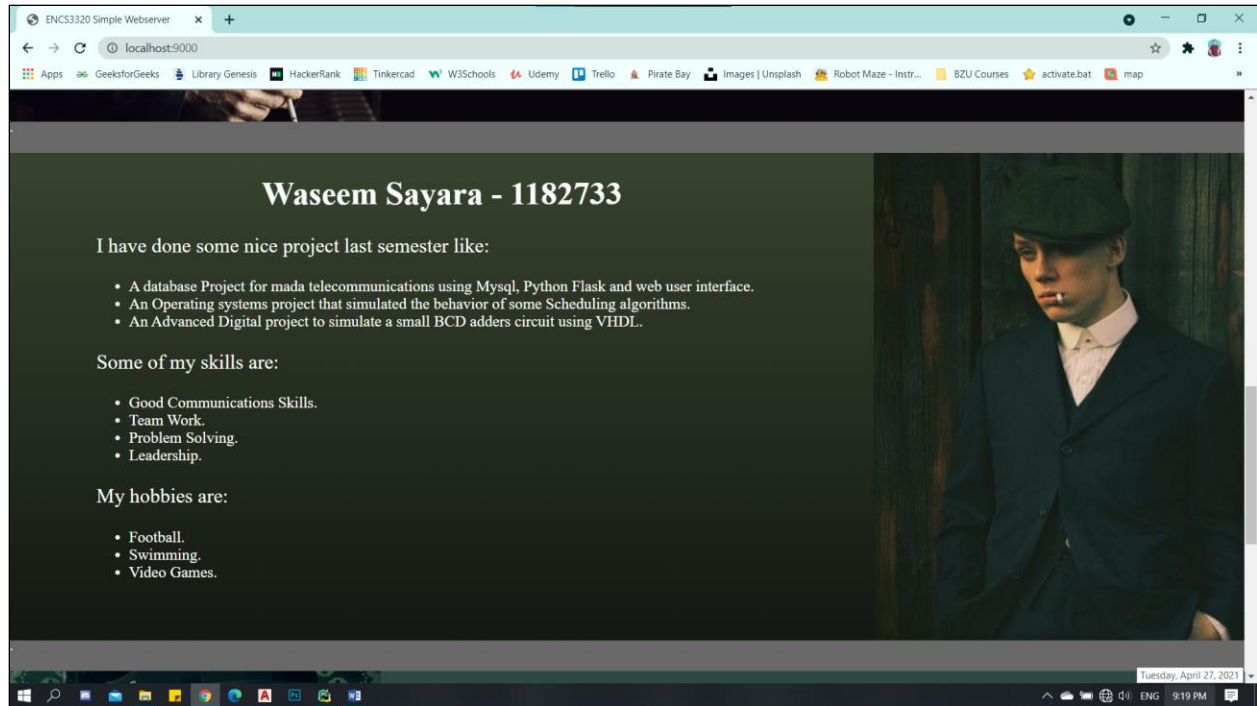 ENCS3320 Simple Webserver
localhost:9000
Apps GeeksforGeeks Library Genesis HackerRank Tinkercad W3Schools Udemy Trello Pirate Bay Images | Unsplash Robot Maze - Instr... BZU Courses activate.bat map »
Waseem Sayara - 1182733
I have done some nice project last semester like:
• A database Project for mada telecommunications using Mysql, Python Flask and web user interface.
• An Operating systems project that simulated the behavior of some Scheduling algorithms.
• An Advanced Digital project to simulate a small BCD adders circuit using VHDL.
Some of my skills are:
• Good Communications Skills.
• Team Work.
• Problem Solving.
• Leadership.
My hobbies are:
• Football.
• Swimming.
• Video Games.
Tuesday, April 27, 2021
ENG 9:19 PM